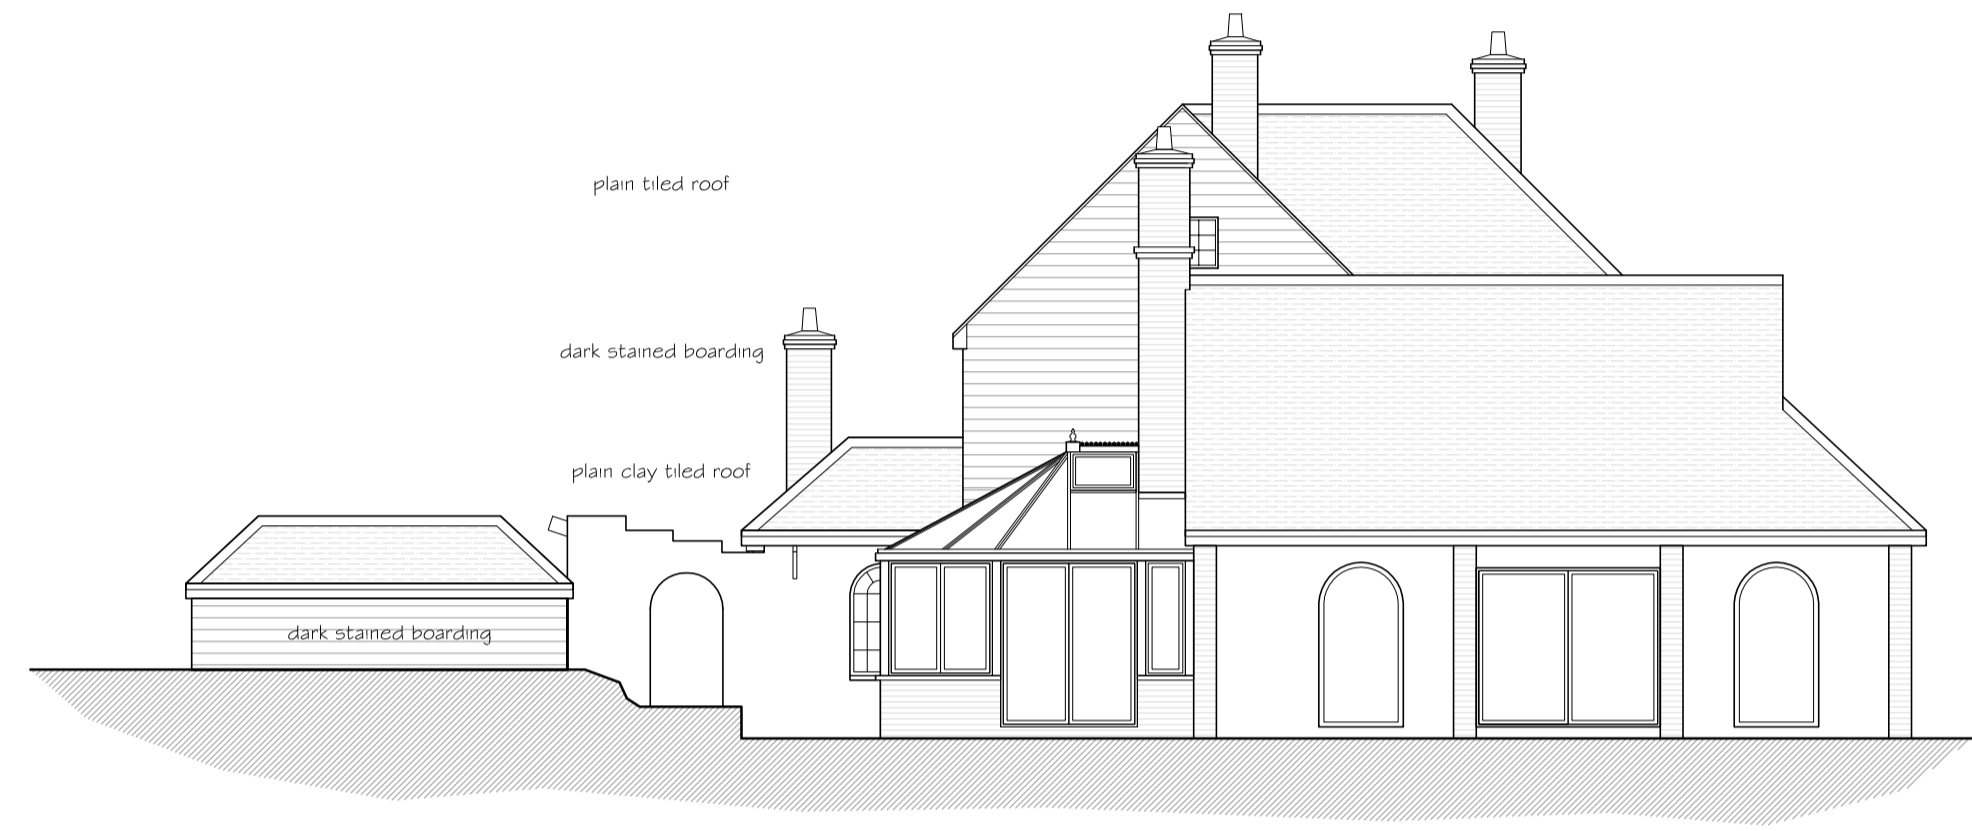 plain tiled roof
dark stained boarding
plain clay tiled roof
dark stained boarding